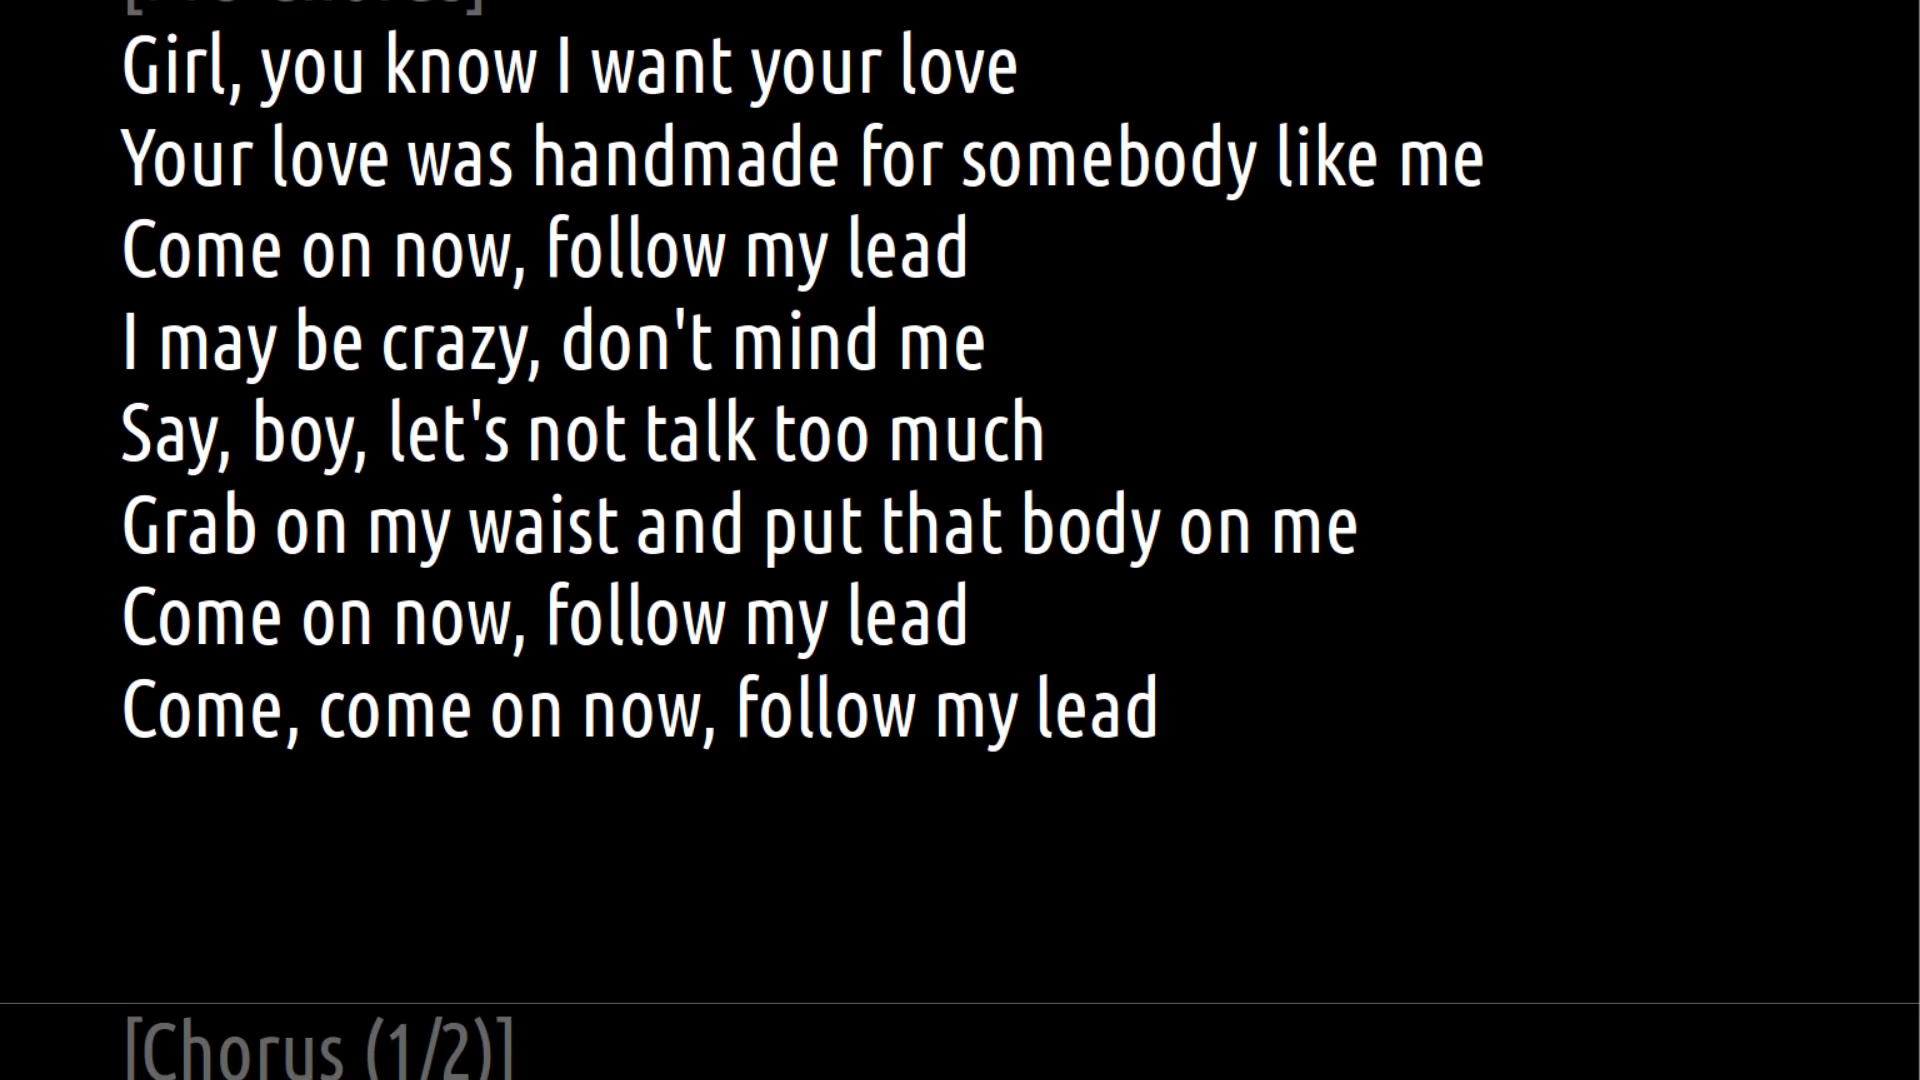 Girl, you know I want your love
Your love was handmade for somebody like me
Come on now, follow my lead
I may be crazy, don't mind me
Say, boy, let's not talk too much
Grab on my waist and put that body on me
Come on now, follow my lead
Come, come on now, follow my lead
[Chorus (1/2)]